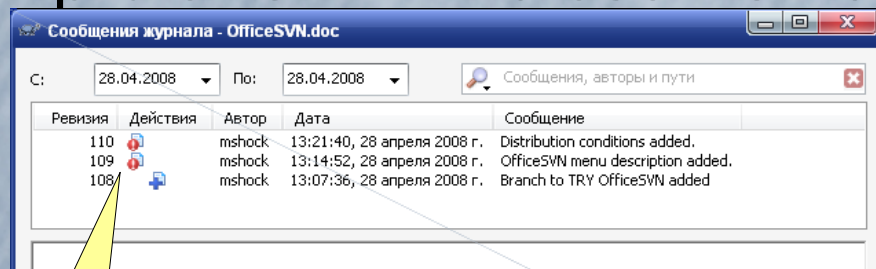 Сообщения журнала - OfficeSVN.doc
С: 28.04.2008 По: 28.04.2008 Сообщения, авторы и пути
Ревизия Действия Автор Дата Сообщение
110 mshock 13:21:40, 28 апреля 2008 г. Distribution conditions added.
109 mshock 13:14:52, 28 апреля 2008 г. OfficeSVN menu description added.
108 mshock 13:07:36, 28 апреля 2008 г. Branch to TRY OfficeSVN added